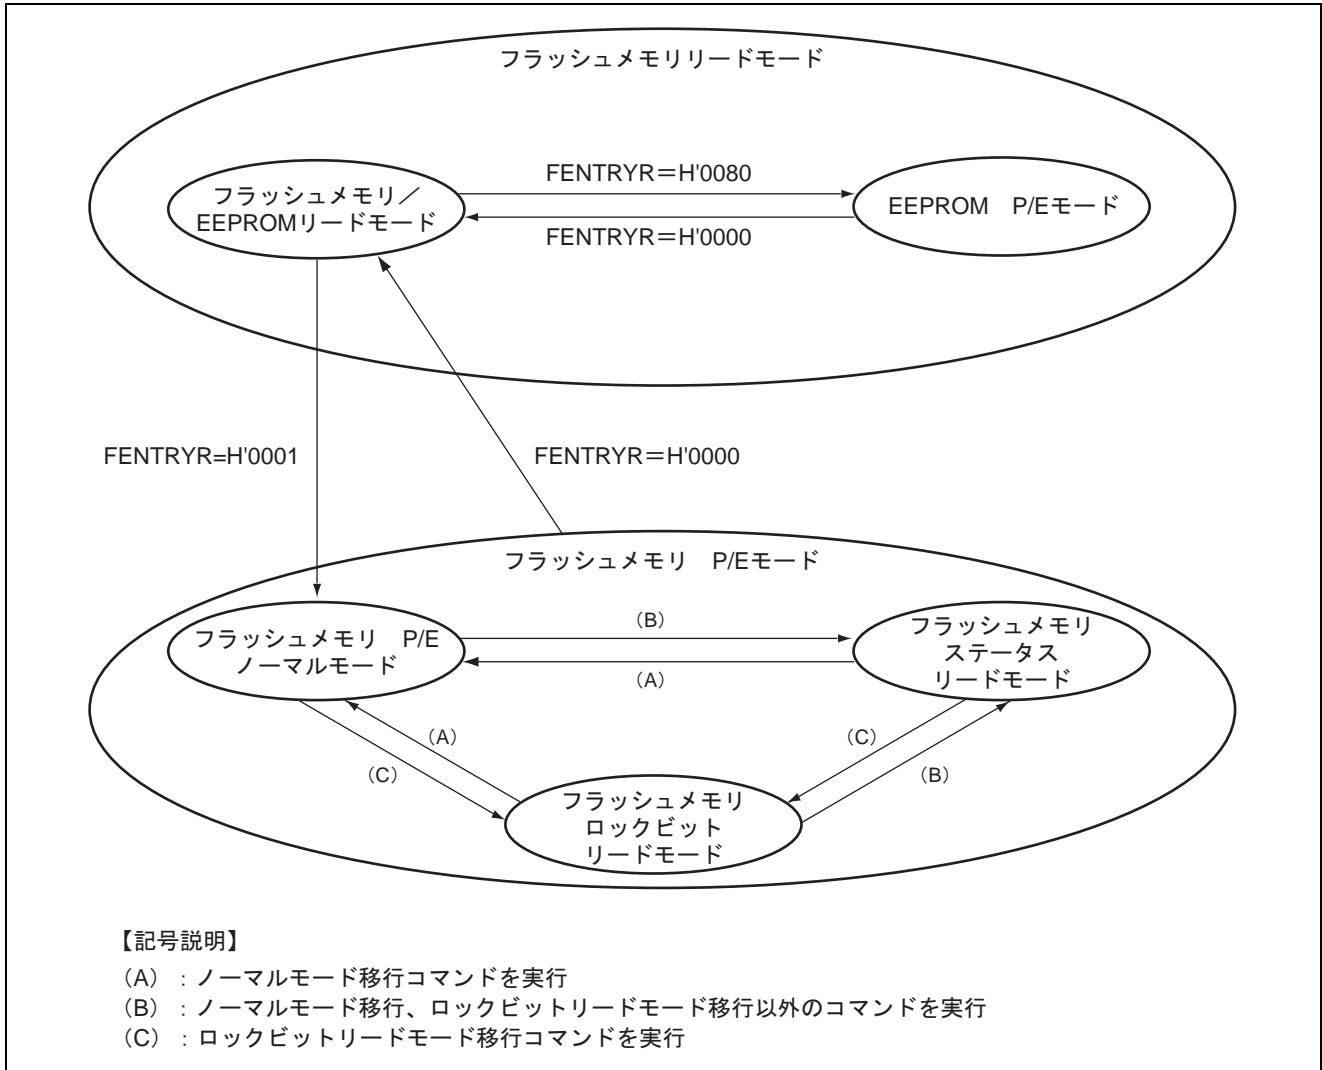 フラッシュメモリリードモード
フラッシュメモリ／
EEPROMリードモード
FENTRYR＝H'0080
FENTRYR＝H'0000
EEPROM　P/Eモード
FENTRYR=H'0001
FENTRYR＝H'0000
フラッシュメモリ　P/Eモード
フラッシュメモリ　P/E
ノーマルモード
（B）
（A）
フラッシュメモリ
ステータス
リードモード
（A）
（C）
（C）
（B）
フラッシュメモリ
ロックビット
リードモード
【記号説明】
（A）：ノーマルモード移行コマンドを実行
（B）：ノーマルモード移行、ロックビットリードモード移行以外のコマンドを実行
（C）：ロックビットリードモード移行コマンドを実行